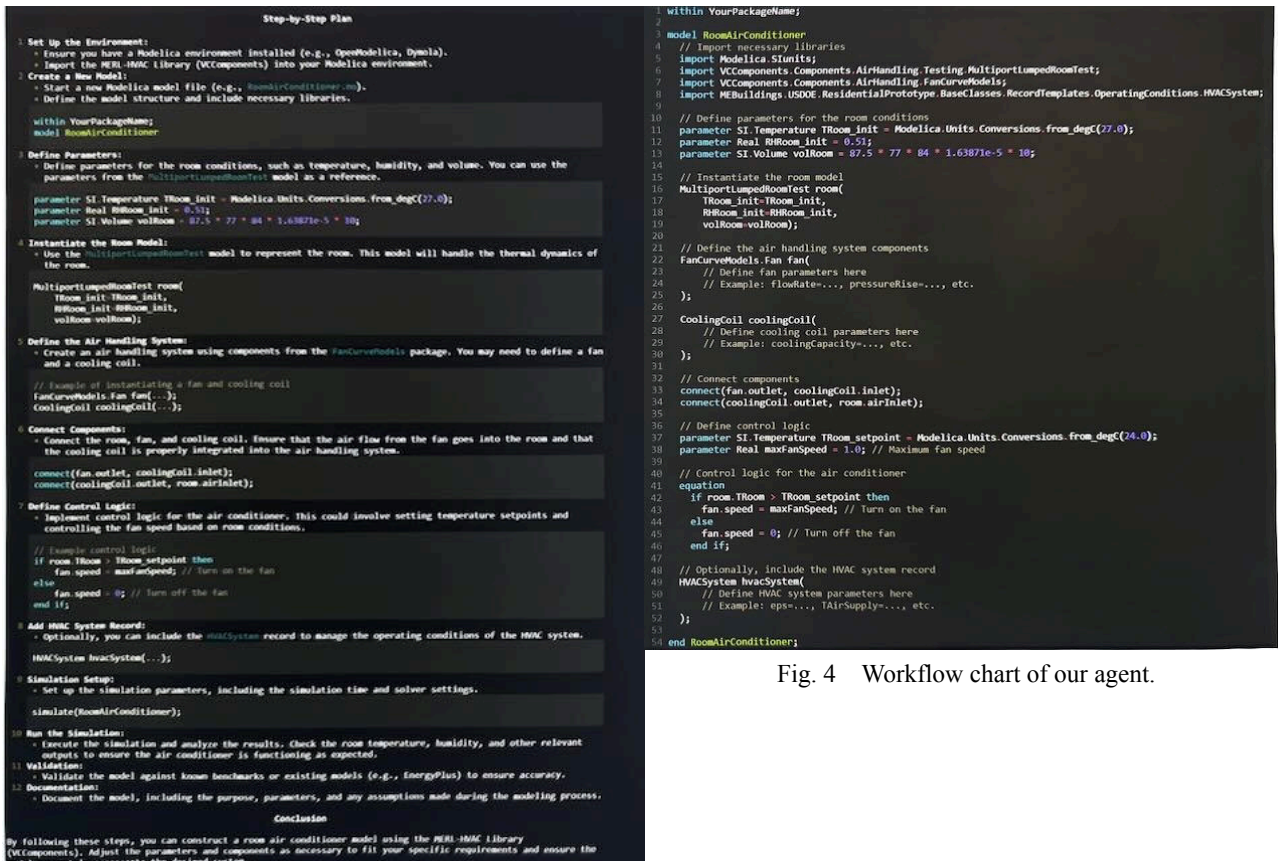 Step-by-Step Plan
1 Set Up the Environment:
• Ensure you have a Modelica environment installed (e.g., OpenModelica, Dymola).
• Import the MERL-HVAC Library (VCComponents) into your Modelica environment.
2 Create a New Model:
• Start a new Modelica model file (e.g., RoomAirConditioner.mo).
• Define the model structure and include necessary libraries.
within YourPackageName;
model RoomAirConditioner
3 Define Parameters:
• Define parameters for the room conditions, such as temperature, humidity, and volume. You can use the
parameters from the MultiportLumpedRoomTest model as a reference.
parameter SI.Temperature TRoom_init = Modelica.Units.Conversions.from_degC(27.0);
parameter Real RHRoom_init = 0.51;
parameter SI.Volume volRoom = 87.5 * 77 * 84 * 1.63871e-5 * 10;
4 Instantiate the Room Model:
• Use the MultiportLumpedRoomTest model to represent the room. This model will handle the thermal dynamics of
the room.
MultiportLumpedRoomTest room(
TRoom_init=TRoom_init,
RHRoom_init=RHRoom_init,
volRoom=volRoom);
5 Define the Air Handling System:
• Create an air handling system using components from the FanCurveModels package. You may need to define a fan
and a cooling coil.
// Example of instantiating a fan and cooling coil
FanCurveModels.Fan fan(...);
CoolingCoil coolingCoil(...);
6 Connect Components:
• Connect the room, fan, and cooling coil. Ensure that the air flow from the fan goes into the room and that
the cooling coil is properly integrated into the air handling system.
connect(fan.outlet, coolingCoil.inlet);
connect(coolingCoil.outlet, room.airInlet);
7 Define Control Logic:
• Implement control logic for the air conditioner. This could involve setting temperature setpoints and
controlling the fan speed based on room conditions.
// Example control logic
if room.TRoom > TRoom_setpoint then
fan.speed = maxFanSpeed; // Turn on the fan
else
fan.speed = 0; // Turn off the fan
end if;
8 Add HVAC System Record:
• Optionally, you can include the HVACSystem record to manage the operating conditions of the HVAC system.
HVACSystem hvacSystem(...);
9 Simulation Setup:
• Set up the simulation parameters, including the simulation time and solver settings.
simulate(RoomAirConditioner);
10 Run the Simulation:
• Execute the simulation and analyze the results. Check the room temperature, humidity, and other relevant
outputs to ensure the air conditioner is functioning as expected.
11 Validation:
• Validate the model against known benchmarks or existing models (e.g., EnergyPlus) to ensure accuracy.
12 Documentation:
• Document the model, including the purpose, parameters, and any assumptions made during the modeling process.
Conclusion
By following these steps, you can construct a room air conditioner model using the MERL-HVAC Library
(VCComponents). Adjust the parameters and components as necessary to fit your specific requirements and ensure the
1 within YourPackageName;
2
3 model RoomAirConditioner
4 // Import necessary libraries
5 import Modelica.SIunits;
6 import VCComponents.Components.AirHandling.Testing.MultiportLumpedRoomTest;
7 import VCComponents.Components.AirHandling.FanCurveModels;
8 import MEBuildings.USDOE.ResidentialPrototype.BaseClasses.RecordTemplates.OperatingConditions.HVACSystem;
9
10 // Define parameters for the room conditions
11 parameter SI.Temperature TRoom_init = Modelica.Units.Conversions.from_degC(27.0);
12 parameter Real RHRoom_init = 0.51;
13 parameter SI.Volume volRoom = 87.5 * 77 * 84 * 1.63871e-5 * 10;
14
15 // Instantiate the room model
16 MultiportLumpedRoomTest room(
17 TRoom_init=TRoom_init,
18 RHRoom_init=RHRoom_init,
19 volRoom=volRoom);
20
21 // Define the air handling system components
22 FanCurveModels.Fan fan(
23 // Define fan parameters here
24 // Example: flowRate=..., pressureRise=..., etc.
25 );
26
27 CoolingCoil coolingCoil(
28 // Define cooling coil parameters here
29 // Example: coolingCapacity=..., etc.
30 );
31
32 // Connect components
33 connect(fan.outlet, coolingCoil.inlet);
34 connect(coolingCoil.outlet, room.airInlet);
35
36 // Define control logic
37 parameter SI.Temperature TRoom_setpoint = Modelica.Units.Conversions.from_degC(24.0);
38 parameter Real maxFanSpeed = 1.0; // Maximum fan speed
39
40 // Control logic for the air conditioner
41 equation
42 if room.TRoom > TRoom_setpoint then
43 fan.speed = maxFanSpeed; // Turn on the fan
44 else
45 fan.speed = 0; // Turn off the fan
46 end if;
47
48 // Optionally, include the HVAC system record
49 HVACSystem hvacSystem(
50 // Define HVAC system parameters here
51 // Example: eps=..., TAirSupply=..., etc.
52 );
53
54 end RoomAirConditioner;
Fig. 4 Workflow chart of our agent.